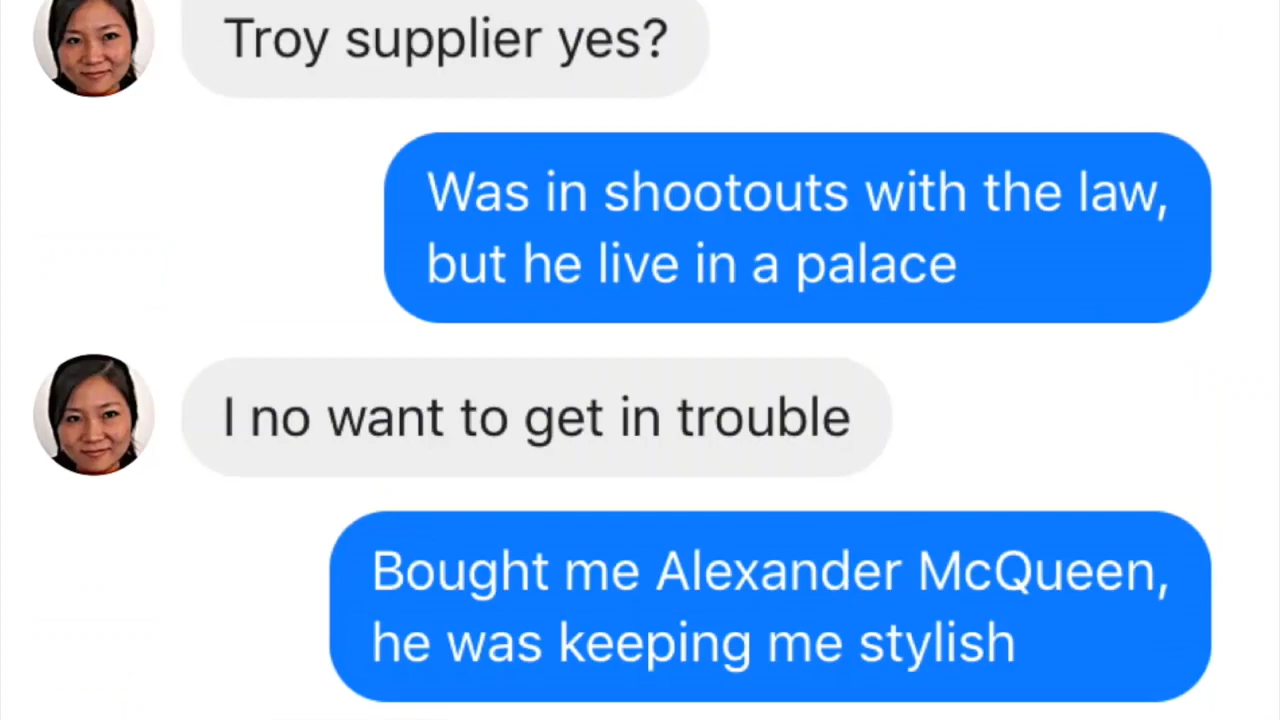 Troy supplier yes?
Was in shootouts with the law,
but he live in a palace
I no want to get in trouble
Bought me Alexander McQueen,
he was keeping me stylish